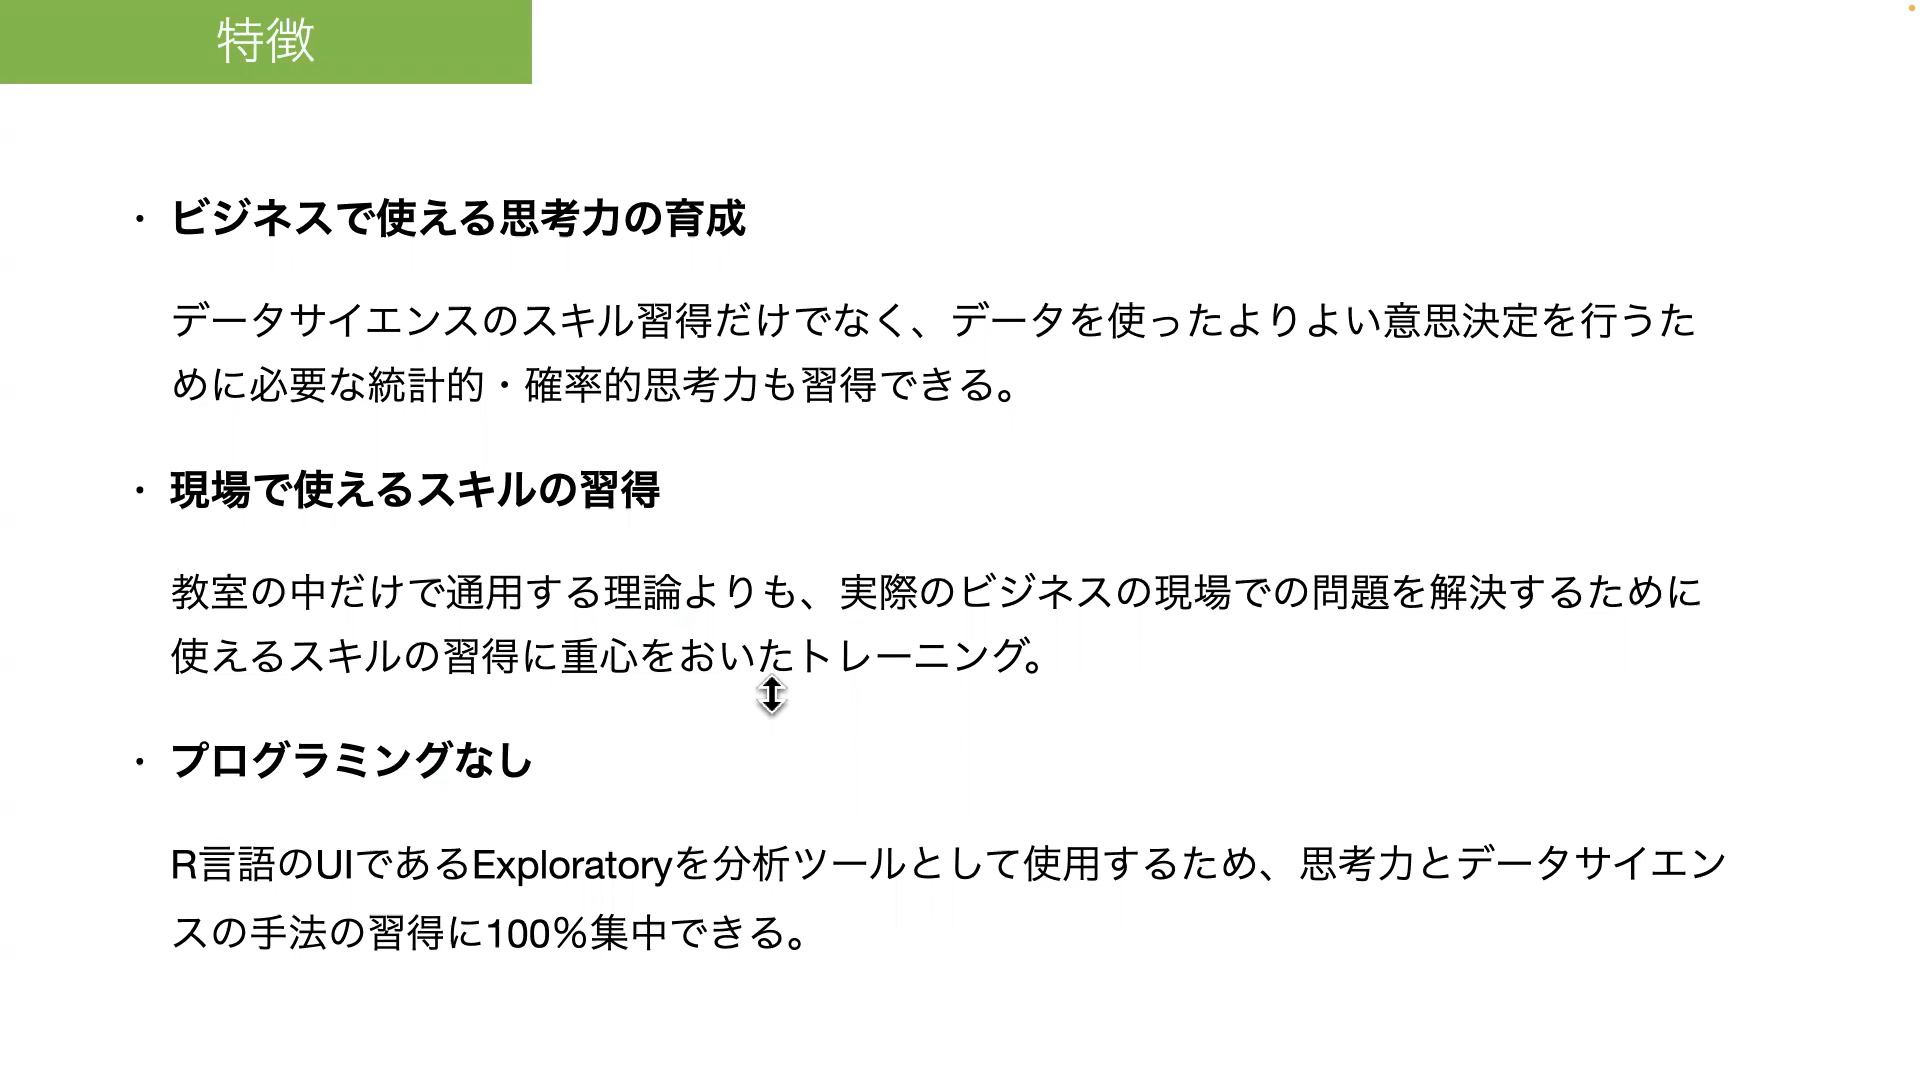 特徴
・ビジネスで使える思考力の育成
データサイエンスのスキル習得だけでなく、データを使ったよりよい意思決定を行うた
めに必要な統計的・確率的思考力も習得できる。
・現場で使えるスキルの習得
教室の中だけで通用する理論よりも、実際のビジネスの現場での問題を解決するために
使えるスキルの習得に重心をおいたトレーニング。
・プログラミングなし
R言語のUIであるExploratoryを分析ツールとして使用するため、思考力とデータサイエン
スの手法の習得に100%集中できる。